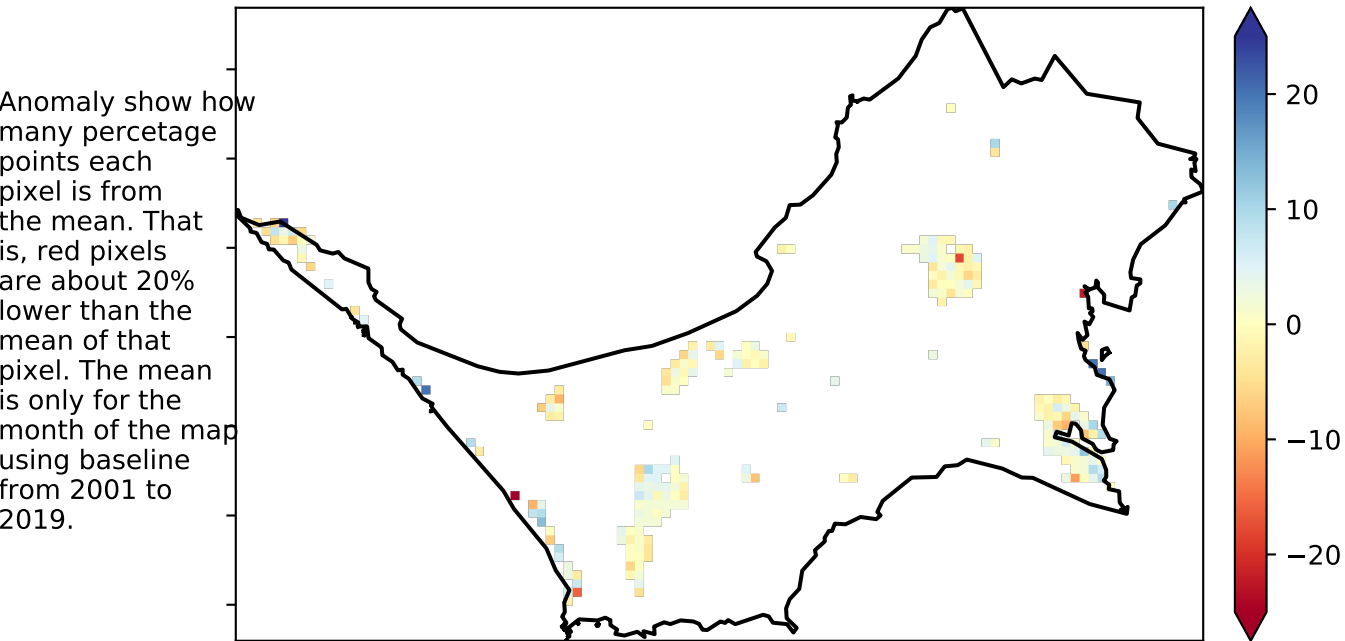 Anomaly show how
many percetage
points each
pixel is from
the mean. That
is, red pixels
are about 20%
lower than the
mean of that
pixel. The mean
is only for the
month of the map
using baseline
from 2001 to
2019.
20
10
0
−10
−20